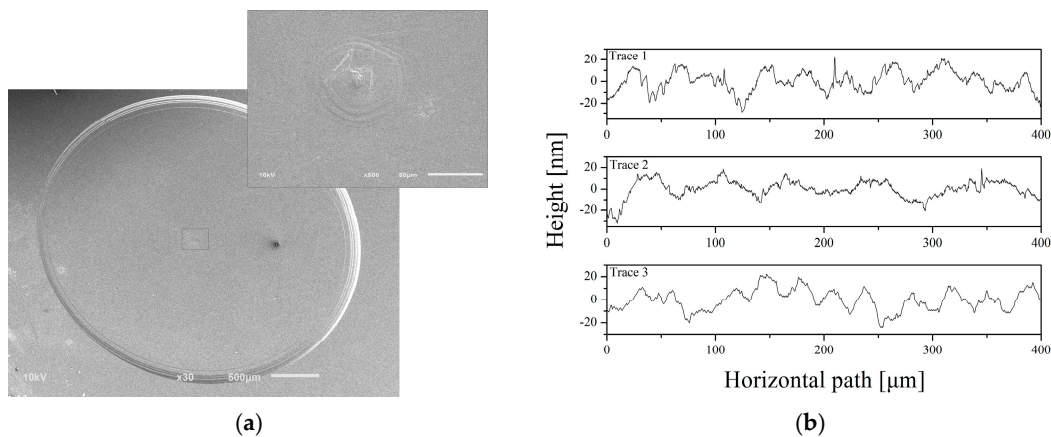 10kV x500 50µm
10kV x30 500µm
(a)
Height [nm]
Trace 1
20
0
-20
0 100 200 300 400
Trace 2
20
0
-20
0 100 200 300 400
Trace 3
20
0
-20
0 100 200 300 400
Horizontal path [µm]
(b)